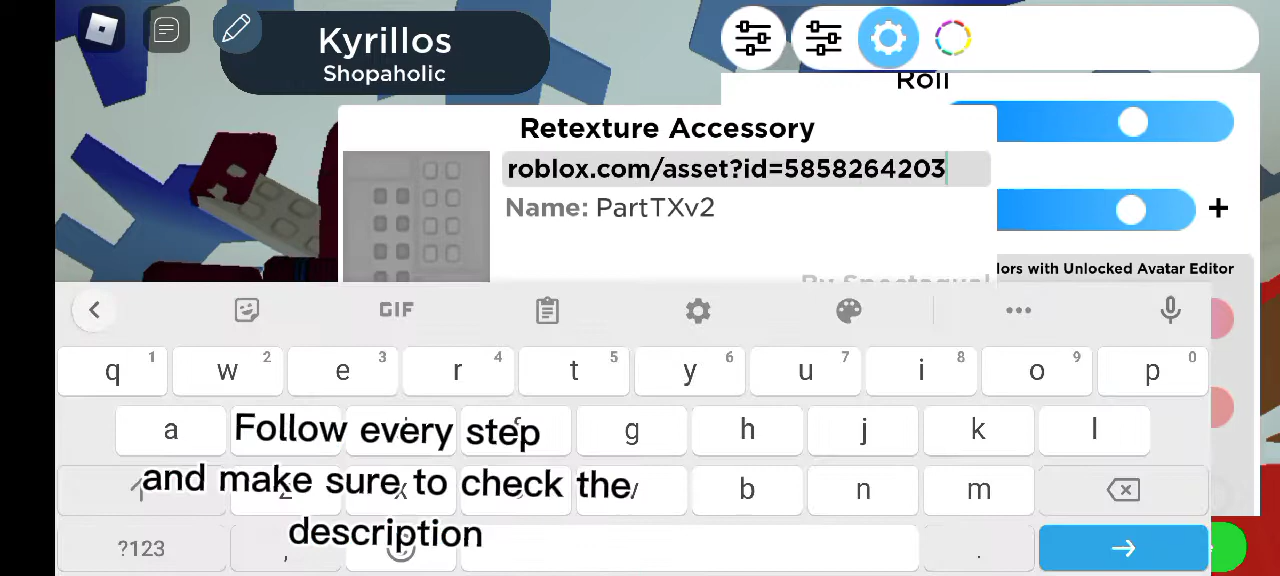 Kyrillos
Shopaholic
Roll
Retexture Accessory
roblox.com/asset?id=5858264203
Name: PartTXv2
+
lors with Unlocked Avatar Editor
GIF
q 1 w 2 e 3 r 4 t 5 y 6 u 7 i 8 o 9 p 0
a g h j k l
b n m
?123 , .
Follow every step
and make sure to check the
description